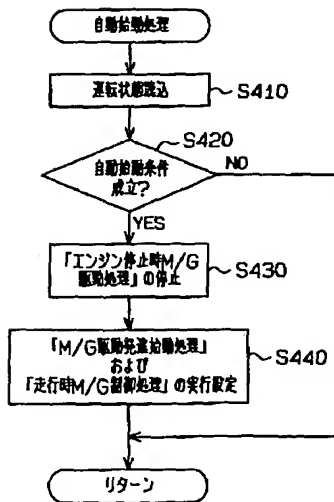 自動始動処理
運転状態読込
S410
S420
自動始動条件
成立?
NO
YES
「エンジン停止時M/G
駆動処理」の停止
S430
「M/G駆動発進始動処理」
および
「走行時M/G制御処理」の実行設定
S440
リターン